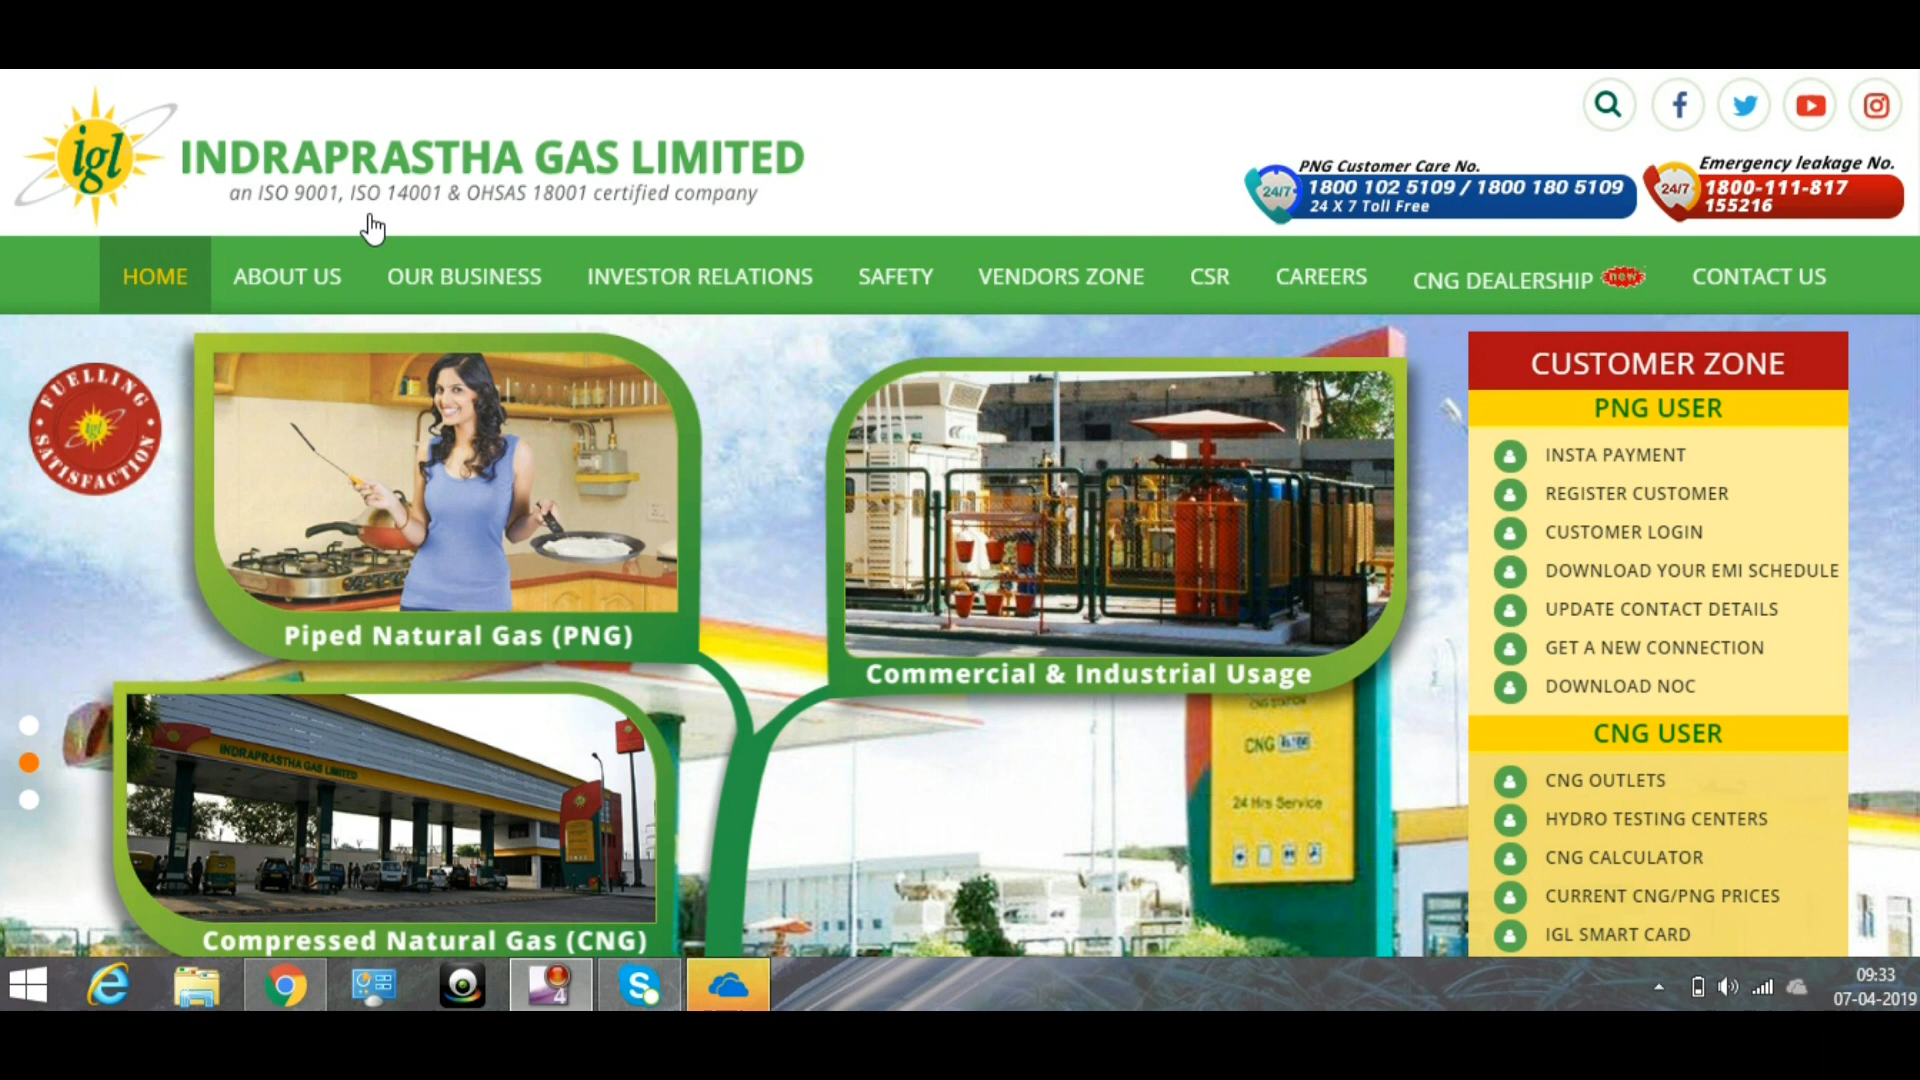 igl
INDRAPRASTHA GAS LIMITED
an ISO 9001, ISO 14001 & OHSAS 18001 certified company
PNG Customer Care No.
24/7
1800 102 5109 / 1800 180 5109
24 X 7 Toll Free
Emergency leakage No.
24/7
1800-111-817
155216
HOME
ABOUT US
OUR BUSINESS
INVESTOR RELATIONS
SAFETY
VENDORS ZONE
CSR
CAREERS
CNG DEALERSHIP
new
CONTACT US
FUELLING
igl
SATISFACTION
Piped Natural Gas (PNG)
Commercial & Industrial Usage
INDRAPRASTHA GAS LIMITED
Compressed Natural Gas (CNG)
CNG STATION
CNG
24 Hrs Service
CUSTOMER ZONE
PNG USER
INSTA PAYMENT
REGISTER CUSTOMER
CUSTOMER LOGIN
DOWNLOAD YOUR EMI SCHEDULE
UPDATE CONTACT DETAILS
GET A NEW CONNECTION
DOWNLOAD NOC
CNG USER
CNG OUTLETS
HYDRO TESTING CENTERS
CNG CALCULATOR
CURRENT CNG/PNG PRICES
IGL SMART CARD
4
09:33
07-04-2019